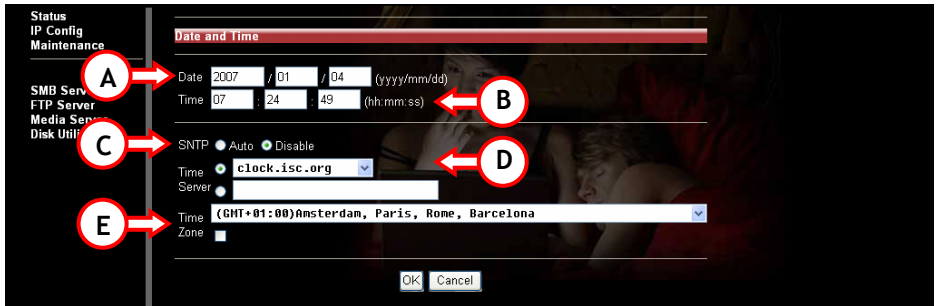 Status
IP Config
Maintenance
Date and Time
A
Date 2007 / 01 / 04 (yyyy/mm/dd)
SMB Serv
Time 07 : 24 : 49 (hh:mm:ss)
B
FTP Server
Media Server
Disk Utili
C
SNTP Auto Disable
D
Time Server clock.isc.org
E
Time Zone (GMT+01:00)Amsterdam, Paris, Rome, Barcelona
OK Cancel